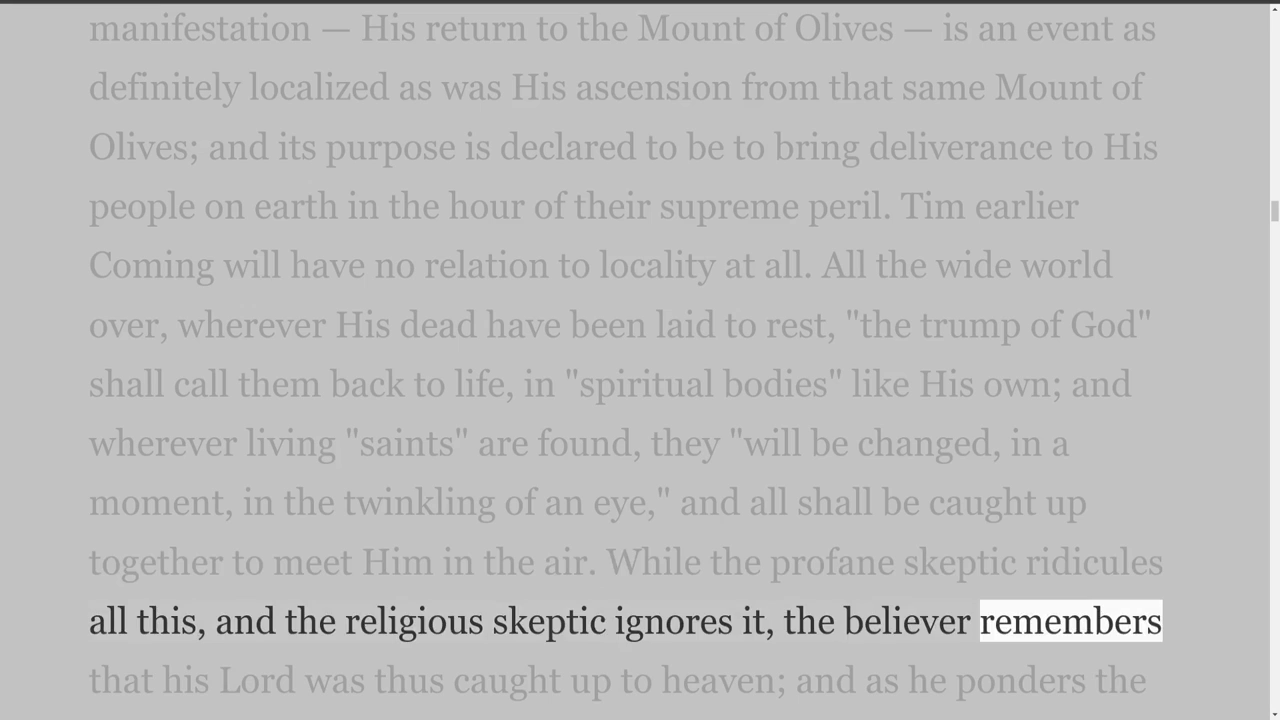 manifestation — His return to the Mount of Olives — is an event as
definitely localized as was His ascension from that same Mount of
Olives; and its purpose is declared to be to bring deliverance to His
people on earth in the hour of their supreme peril. Tim earlier
Coming will have no relation to locality at all. All the wide world
over, wherever His dead have been laid to rest, "the trump of God"
shall call them back to life, in "spiritual bodies" like His own; and
wherever living "saints" are found, they "will be changed, in a
moment, in the twinkling of an eye," and all shall be caught up
together to meet Him in the air. While the profane skeptic ridicules
all this, and the religious skeptic ignores it, the believer remembers
that his Lord was thus caught up to heaven; and as he ponders the